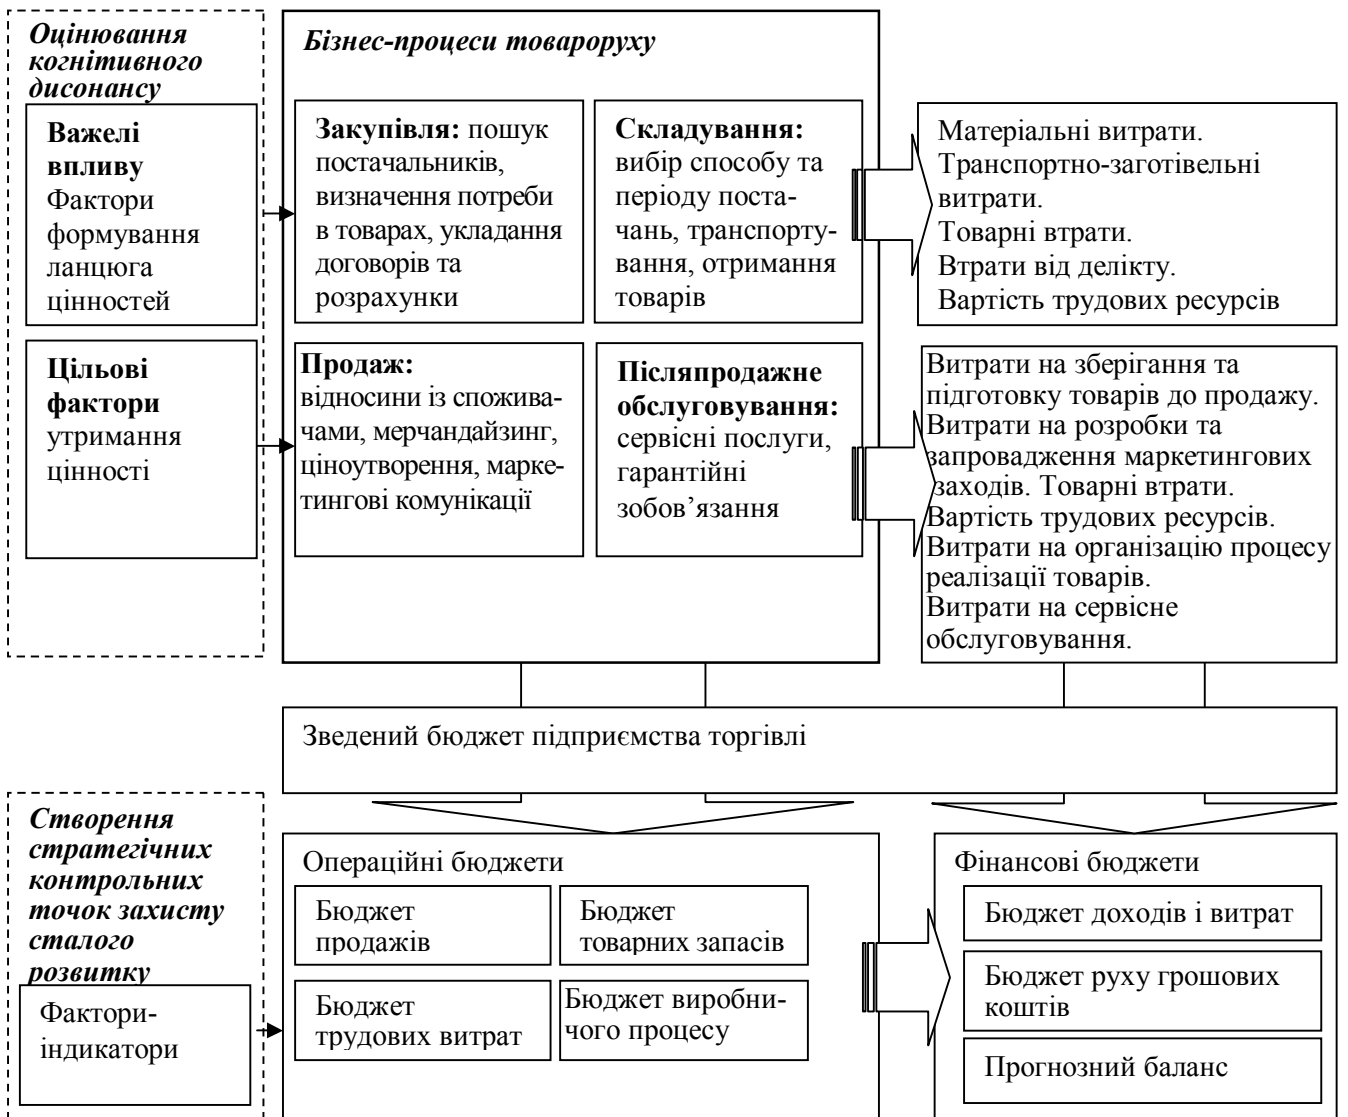 Оцінювання
когнітивного
дисонансу
Важелі
впливу
Фактори
формування
ланцюга
цінностей
Цільові
фактори
утримання
цінності
Бізнес-процеси товароруху
Закупівля: пошук
постачальників,
визначення потреби
в товарах, укладання
договорів та
розрахунки
Складування:
вибір способу та
періоду поста-
чань, транспорту-
вання, отримання
товарів
Продаж:
відносини із спожива-
чами, мерчандайзинг,
ціноутворення, марке-
тингові комунікації
Післяпродажне
обслуговування:
сервісні послуги,
гарантійні
зобов’язання
Матеріальні витрати.
Транспортно-заготівельні
витрати.
Товарні втрати.
Втрати від делікту.
Вартість трудових ресурсів
Витрати на зберігання та
підготовку товарів до продажу.
Витрати на розробки та
запровадження маркетингових
заходів. Товарні втрати.
Вартість трудових ресурсів.
Витрати на організацію процесу
реалізації товарів.
Витрати на сервісне
обслуговування.
Зведений бюджет підприємства торгівлі
Створення
стратегічних
контрольних
точок захисту
сталого
розвитку
Фактори-
індикатори
Операційні бюджети
Бюджет
продажів
Бюджет
товарних запасів
Бюджет
трудових витрат
Бюджет виробни-
чого процесу
Фінансові бюджети
Бюджет доходів і витрат
Бюджет руху грошових
коштів
Прогнозний баланс